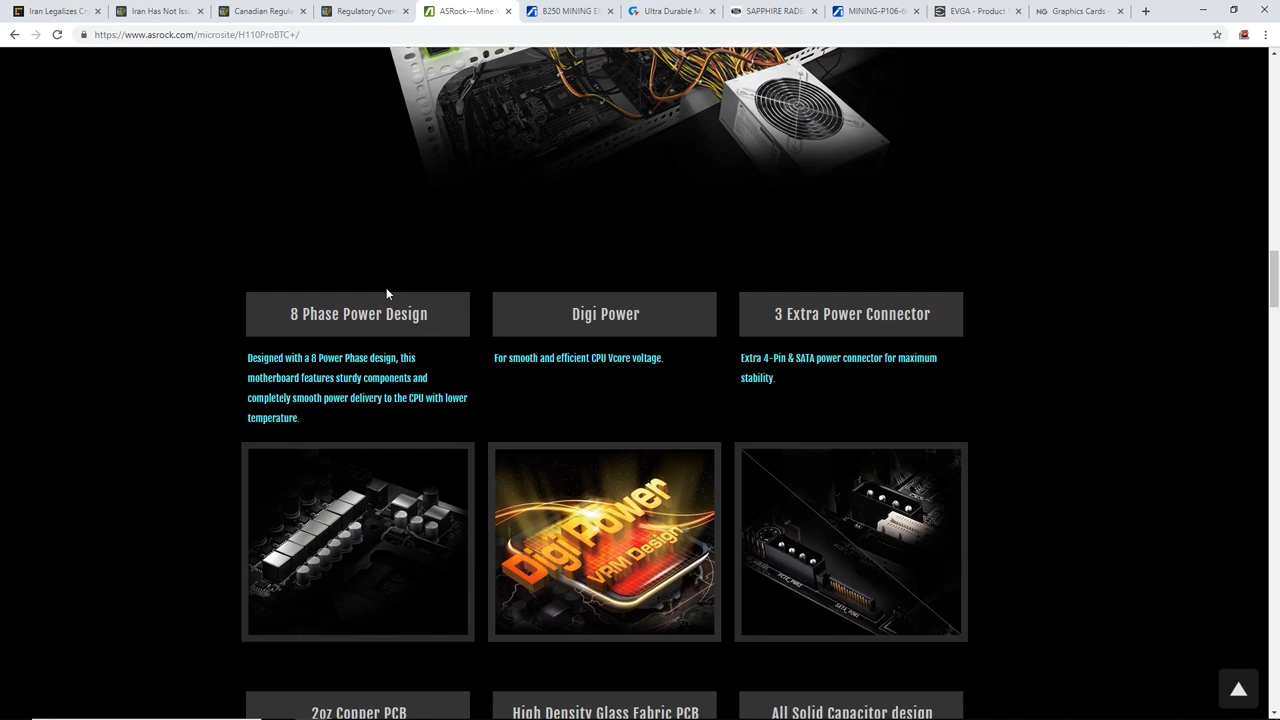 Iran Legalizes Cr
Iran Has Not Issu
Canadian Regula
Regulatory Over
ASRock---Mine
B250 MINING E
Ultra Durable M
SAPPHIRE RADE
MINING-P106-6
EVGA - Product
Graphics Cards -
https://www.asrock.com/microsite/H110ProBTC+/
8 Phase Power Design
Digi Power
3 Extra Power Connector
Designed with a 8 Power Phase design, this
motherboard features sturdy components and
completely smooth power delivery to the CPU with lower
temperature.
For smooth and efficient CPU Vcore voltage.
Extra 4-Pin & SATA power connector for maximum
stability.
Digi Power
VRM Design
2oz Copper PCB
High Density Glass Fabric PCB
All Solid Capacitor design